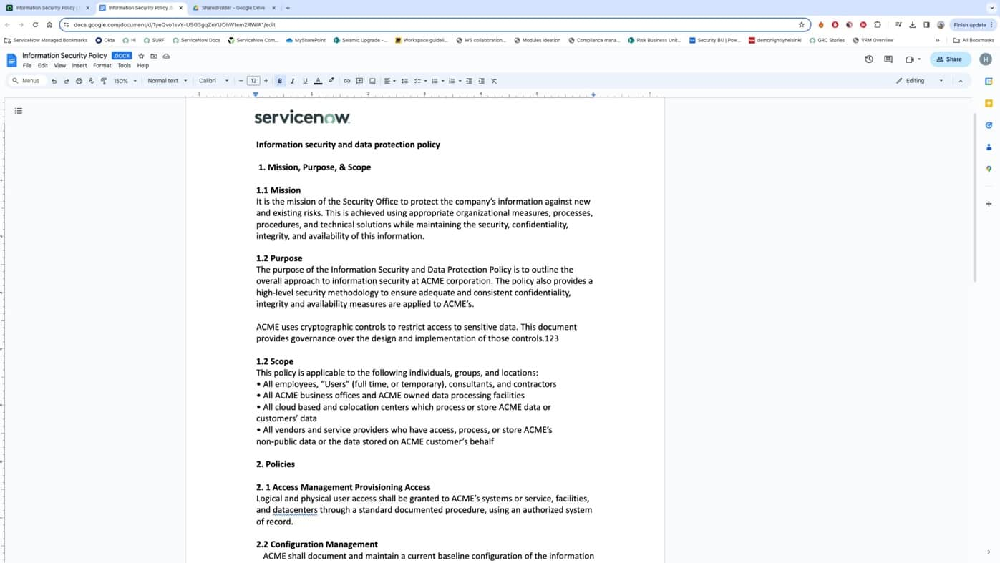 Information Security Policy | S
Information Security Policy.d
SharedFolder - Google Drive
docs.google.com/document/d/1yeQvo1svY-USG3gqZnYUOhWtem2RWIA1/edit
Finish update
ServiceNow Managed Bookmarks
Okta
HI
SURF
ServiceNow Docs
ServiceNow Com...
MySharePoint
Seismic Upgrade -...
Workspace guideli...
WS collaboration...
Modules ideation
Compliance mana...
Risk Business Unit...
Security BU | Pow...
demonightlyhelsinki
GRC Stories
VRM Overview
»
All Bookmarks
Information Security Policy .DOCX
File Edit View Insert Format Tools Help
Share
H
Menus
150%
Normal text
Calibri
12
B I U A
Editing
1 1 2 3 4 5 7
servicenow
Information security and data protection policy
1. Mission, Purpose, & Scope
1.1 Mission
It is the mission of the Security Office to protect the company’s information against new
and existing risks. This is achieved using appropriate organizational measures, processes,
procedures, and technical solutions while maintaining the security, confidentiality,
integrity, and availability of this information.
1.2 Purpose
The purpose of the Information Security and Data Protection Policy is to outline the
overall approach to information security at ACME corporation. The policy also provides a
high-level security methodology to ensure adequate and consistent confidentiality,
integrity and availability measures are applied to ACME’s.
ACME uses cryptographic controls to restrict access to sensitive data. This document
provides governance over the design and implementation of those controls.123
1.2 Scope
This policy is applicable to the following individuals, groups, and locations:
• All employees, “Users” (full time, or temporary), consultants, and contractors
• All ACME business offices and ACME owned data processing facilities
• All cloud based and colocation centers which process or store ACME data or
customers’ data
• All vendors and service providers who have access, process, or store ACME’s
non-public data or the data stored on ACME customer’s behalf
2. Policies
2. 1 Access Management Provisioning Access
Logical and physical user access shall be granted to ACME’s systems or service, facilities,
and datacenters through a standard documented procedure, using an authorized system
of record.
2.2 Configuration Management
ACME shall document and maintain a current baseline configuration of the information